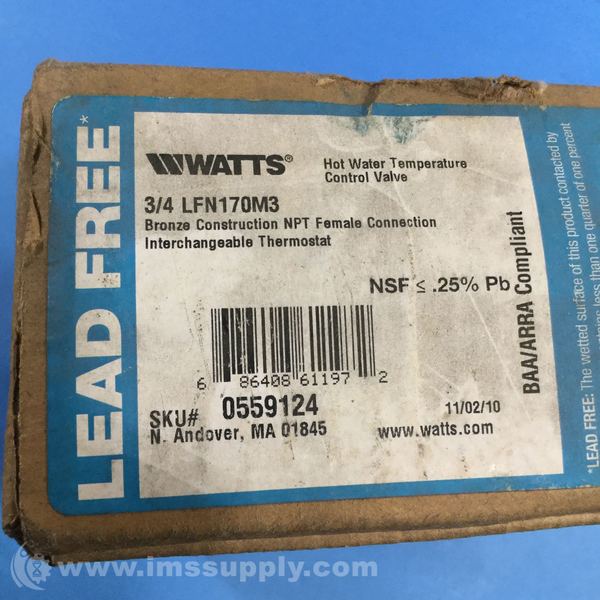 LEAD FREE*
WATTS®
Hot Water Temperature
Control Valve
3/4 LFN170M3
Bronze Construction NPT Female Connection
Interchangeable Thermostat
NSF ≤ .25% Pb
BAA/ARRA Compliant
6 86408 61197 2
SKU# 0559124
11/02/10
N. Andover, MA 01845
www.watts.com
*LEAD FREE: The wetted surface of this product contacted by
less than one quarter of one percent
© www.imssupply.com